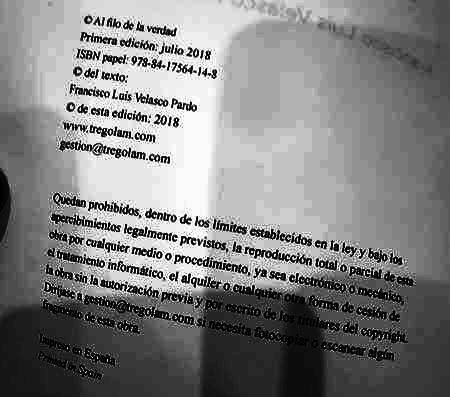 © Al filo de la verdad
Primera edición: julio 2018
ISBN papel: 978-84-17564-14-8
© del texto:
Francisco Luis Velasco Pardo
© de esta edición: 2018
www.tregolam.com
gestion@tregolam.com
Quedan prohibidos, dentro de los límites establecidos en la ley y bajo los
apercibimientos legalmente previstos, la reproducción total o parcial de esta
obra por cualquier medio o procedimiento, ya sea electrónico o mecánico,
el tratamiento informático, el alquiler o cualquier otra forma de cesión de
la obra sin la autorización previa y por escrito de los titulares del copyright.
Diríjase a gestion@tregolam.com si necesita fotocopiar o escanear algún
fragmento de esta obra.
Impreso en España
Printed in Spain